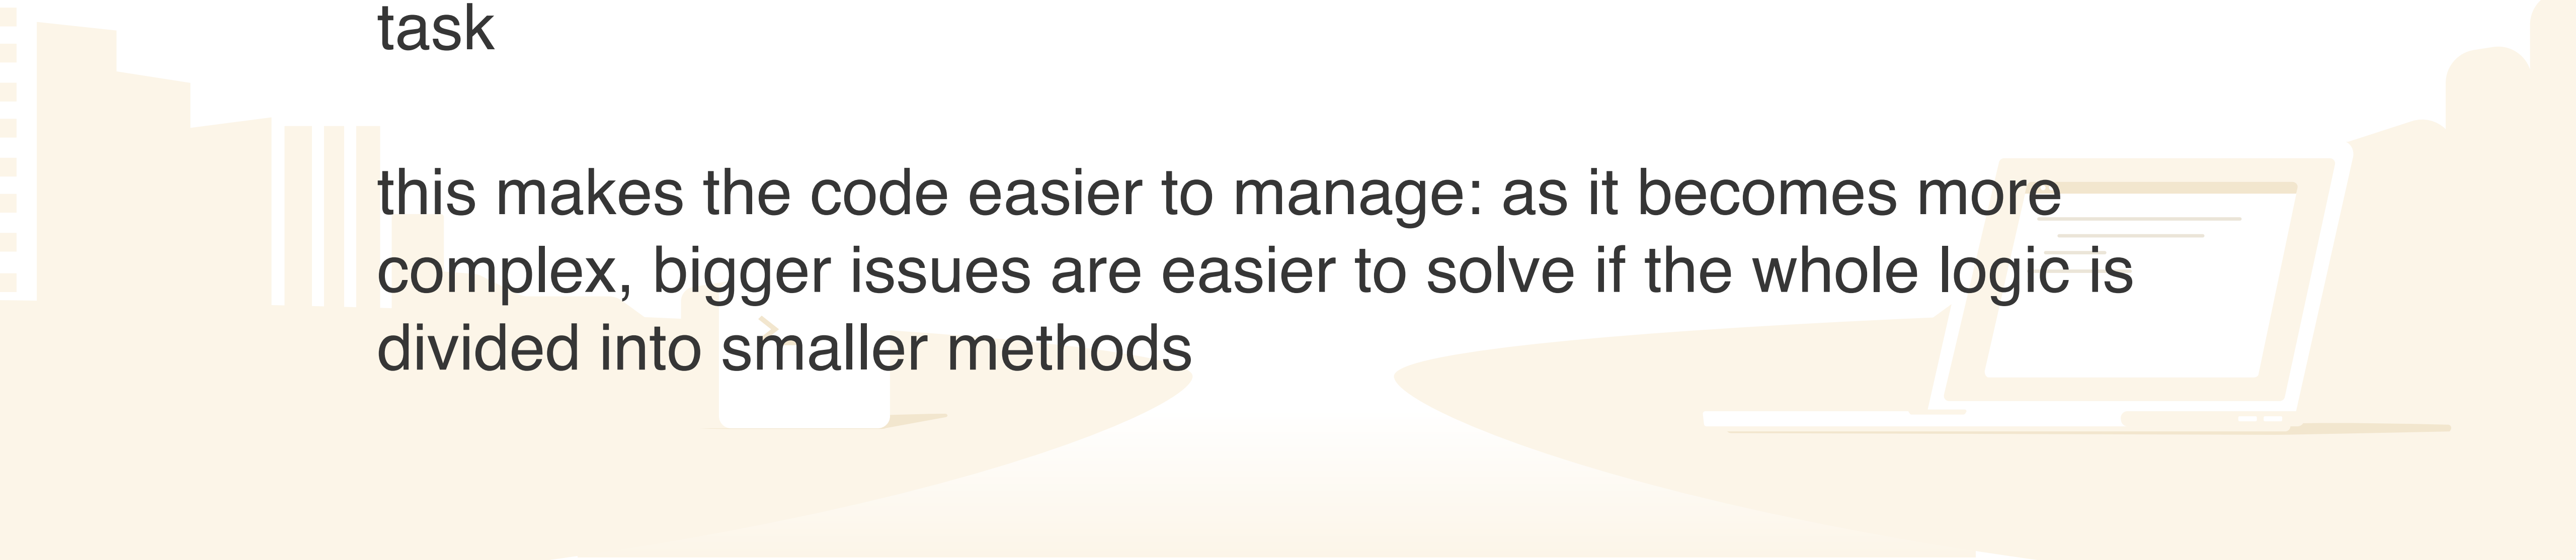 task
this makes the code easier to manage: as it becomes more
complex, bigger issues are easier to solve if the whole logic is
divided into smaller methods